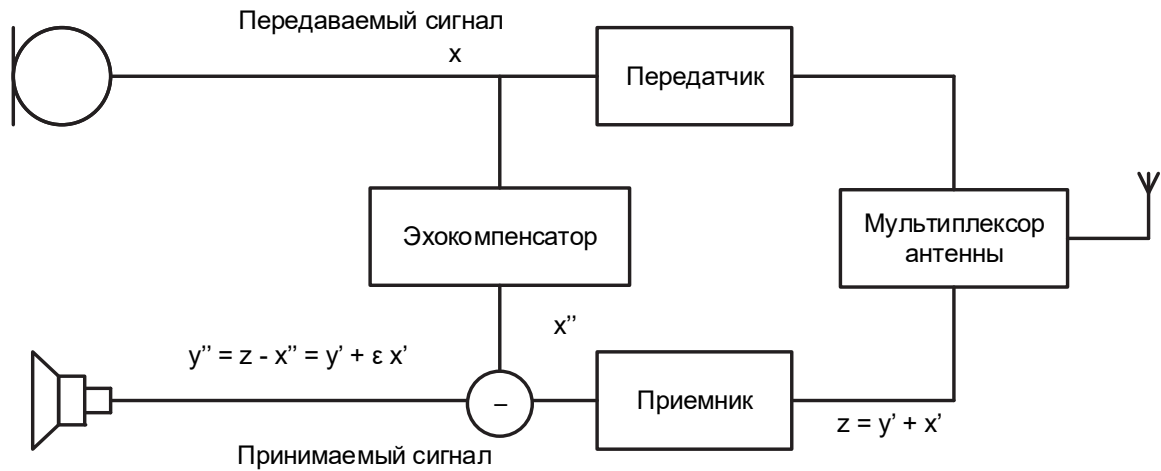 Передаваемый сигнал
x
Передатчик
Эхокомпенсатор
Мультиплексор
антенны
x’’
y’’ = z - x’’ = y’ + ε x’
–
Приемник
z = y’ + x’
Принимаемый сигнал